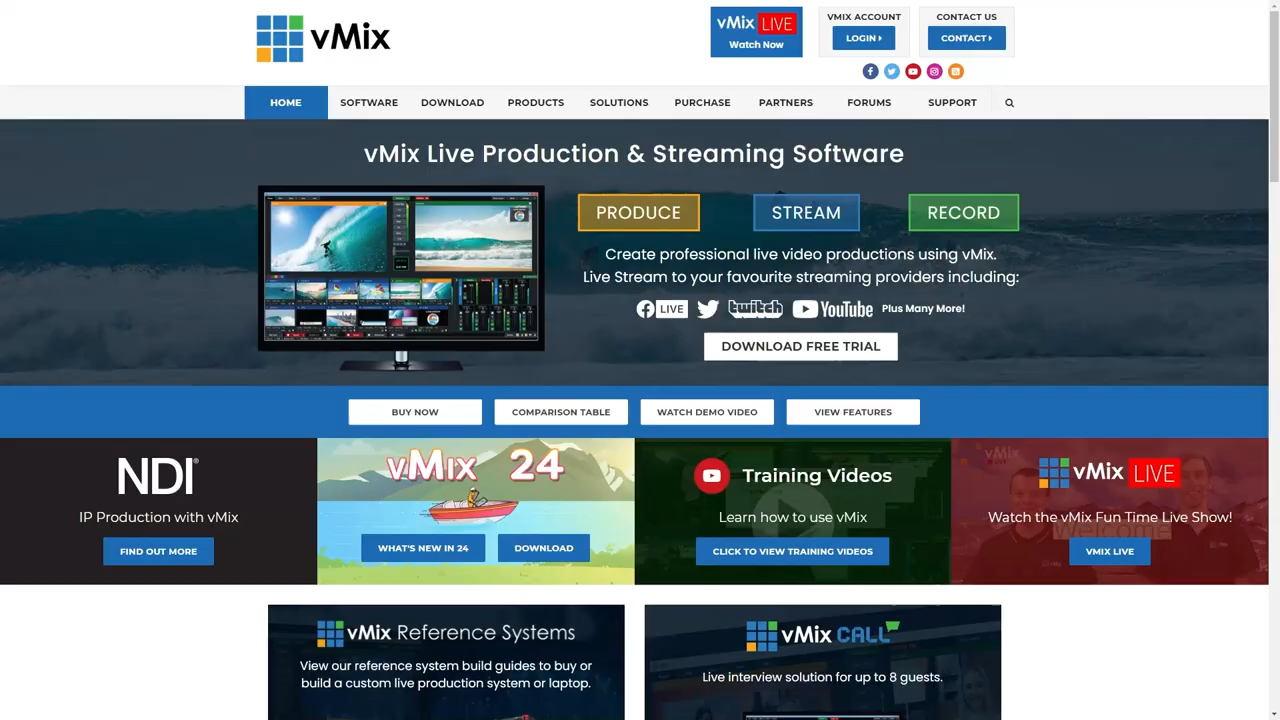 vMix
vMix LIVE
Watch Now
VMIX ACCOUNT
LOGIN
CONTACT US
CONTACT
HOME
SOFTWARE
DOWNLOAD
PRODUCTS
SOLUTIONS
PURCHASE
PARTNERS
FORUMS
SUPPORT
vMix Live Production & Streaming Software
PRODUCE
STREAM
RECORD
Create professional live video productions using vMix.
Live Stream to your favourite streaming providers including:
LIVE
twitch
YouTube
Plus Many More!
DOWNLOAD FREE TRIAL
BUY NOW
COMPARISON TABLE
WATCH DEMO VIDEO
VIEW FEATURES
NDI®
IP Production with vMix
FIND OUT MORE
vMix 24
WHAT'S NEW IN 24
DOWNLOAD
Training Videos
Learn how to use vMix
CLICK TO VIEW TRAINING VIDEOS
vMix LIVE
Watch the vMix Fun Time Live Show!
WELCOME
VMIX LIVE
vMix Reference Systems
View our reference system build guides to buy or
build a custom live production system or laptop.
vMix CALL
Live interview solution for up to 8 guests.